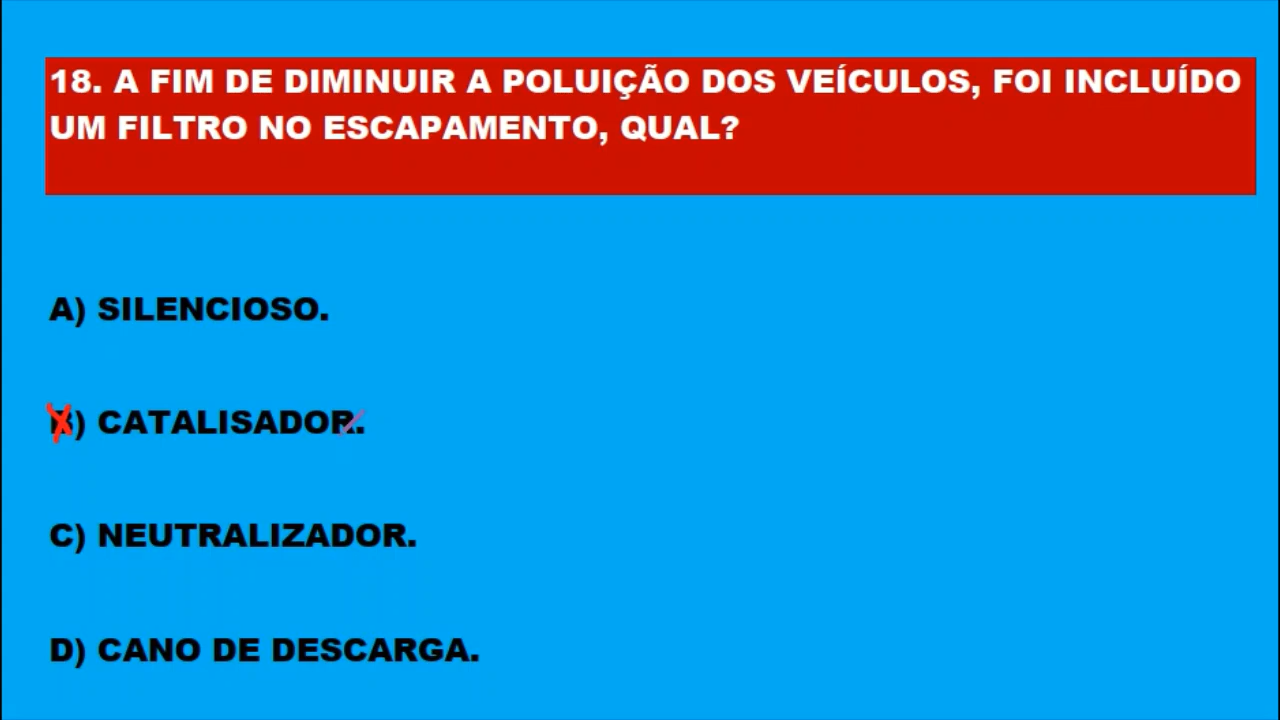 18. A FIM DE DIMINUIR A POLUIÇÃO DOS VEÍCULOS, FOI INCLUÍDO
UM FILTRO NO ESCAPAMENTO, QUAL?
A) SILENCIOSO.
B) CATALISADOR.
C) NEUTRALIZADOR.
D) CANO DE DESCARGA.